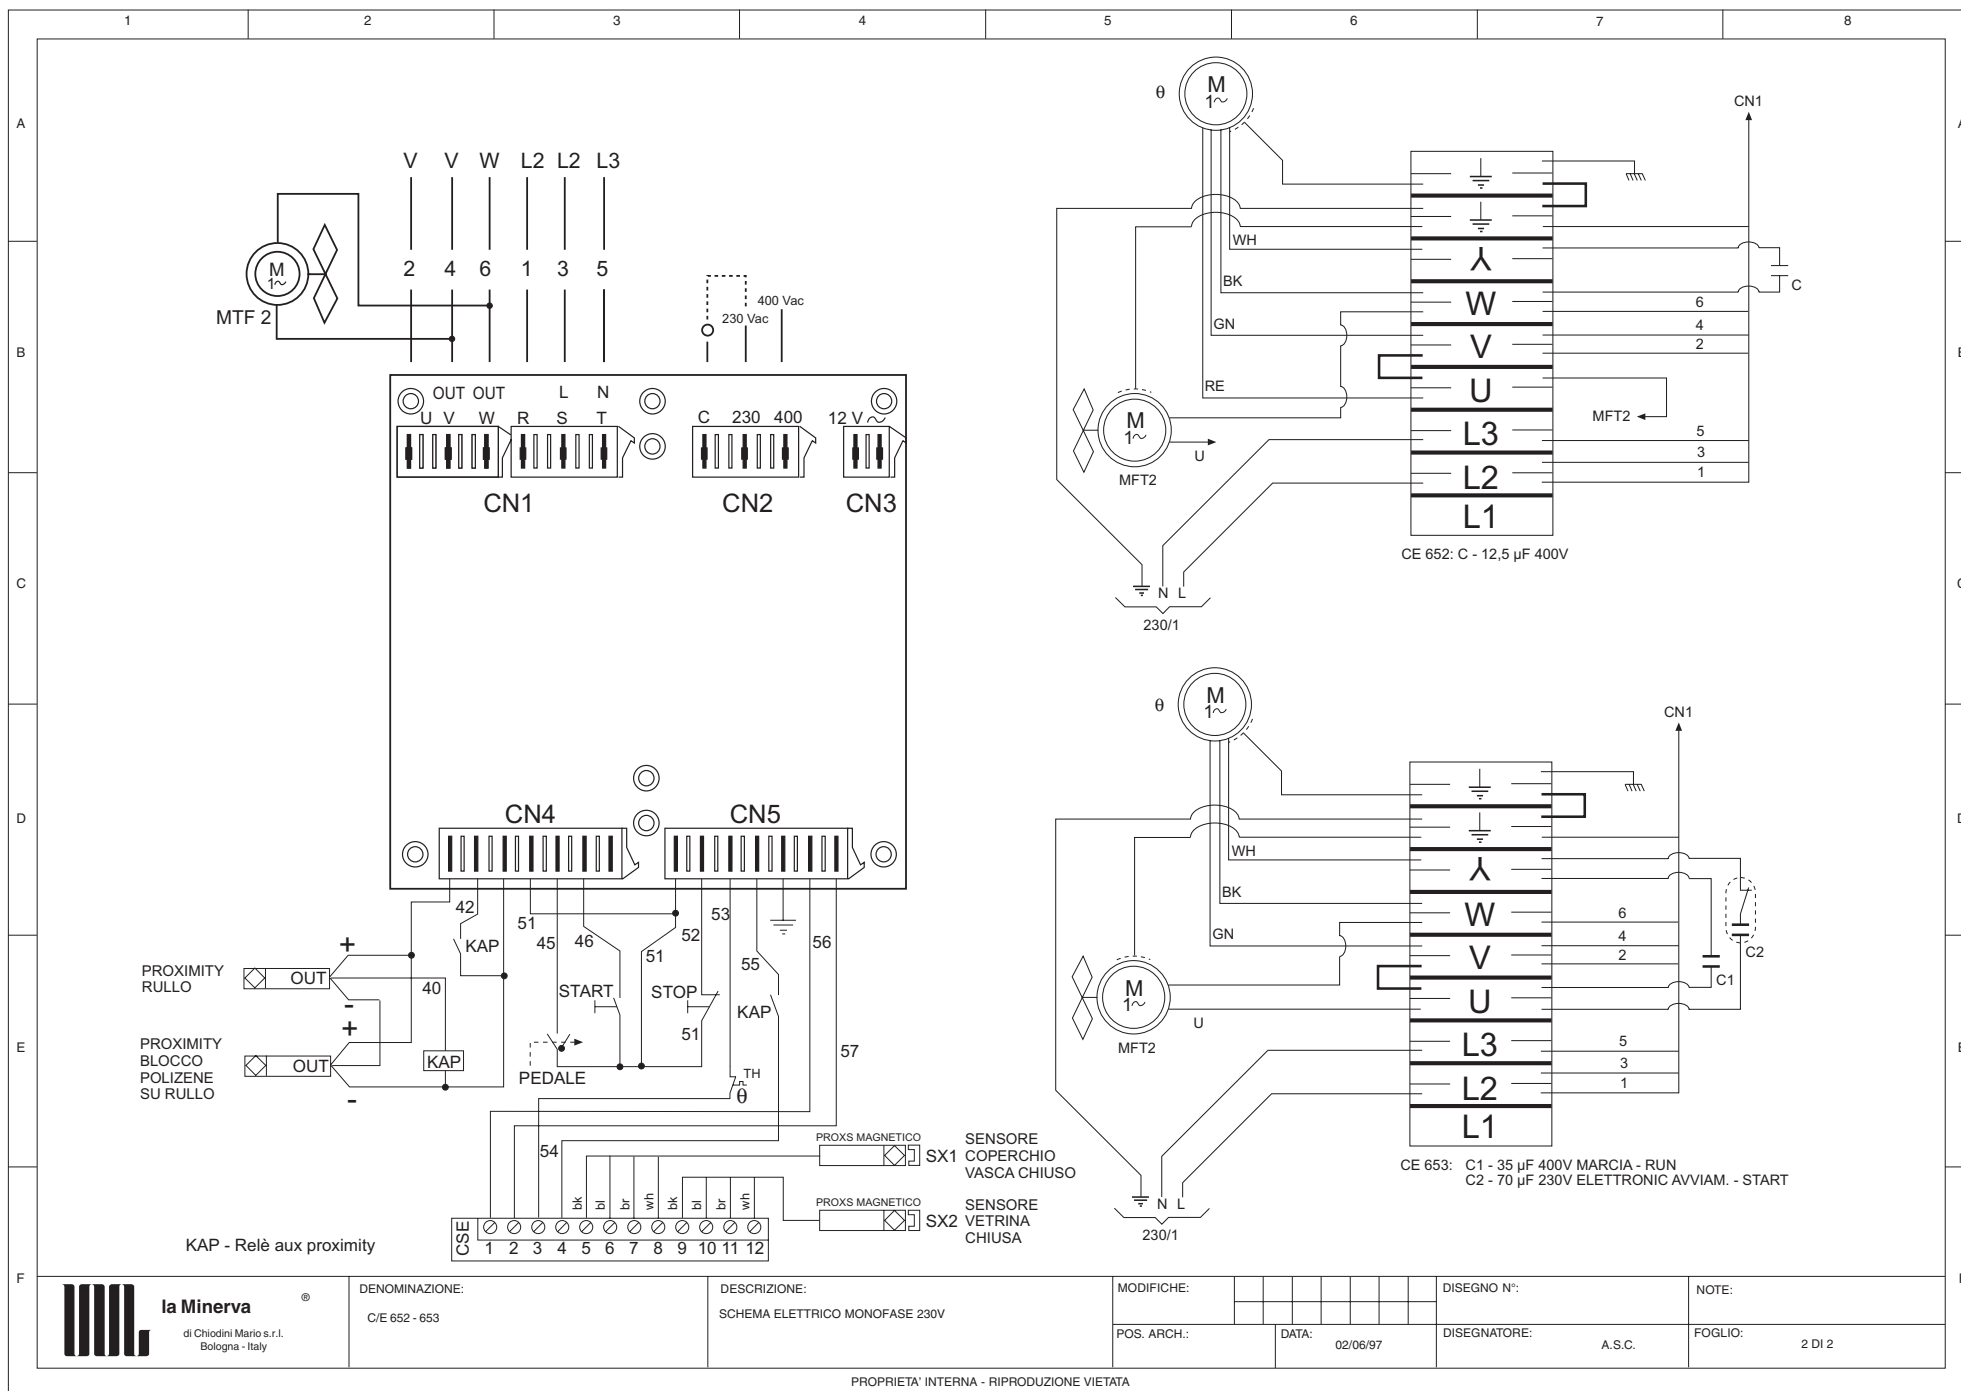 1 2 3 4 5 6 7 8
A
B
C
D
E
F
V V W L2 L2 L3
2 4 6 1 3 5
M
1~
MTF 2
400 Vac
230 Vac
OUT OUT L N
U V W R S T
C 230 400
12 V ~
CN1
CN2
CN3
CN4
CN5
42
KAP
51
45
46
51
52
53
55
56
57
START
STOP
51
KAP
PEDALE
TH
θ
54
PROXIMITY
RULLO
OUT
+
-
40
PROXIMITY
BLOCCO
POLIZENE
SU RULLO
OUT
+
-
KAP
PROXS MAGNETICO
SX1
SENSORE
COPERCHIO
VASCA CHIUSO
PROXS MAGNETICO
SX2
SENSORE
VETRINA
CHIUSA
bk bl br wh bk bl br wh
CSE
1 2 3 4 5 6 7 8 9 10 11 12
KAP - Relè aux proximity
θ
M
1~
CN1
WH
BK
GN
RE
W
V
U
L3
L2
L1
C
6
4
2
MFT2
5
3
1
M
1~
MFT2
U
N L
230/1
CE 652: C - 12,5 µF 400V
θ
M
1~
CN1
WH
BK
GN
W
V
U
L3
L2
L1
6
4
2
C1
C2
5
3
1
M
1~
MFT2
U
N L
230/1
CE 653: C1 - 35 µF 400V MARCIA - RUN
C2 - 70 µF 230V ELETTRONIC AVVIAM. - START
la Minerva ®
di Chiodini Mario s.r.l.
Bologna - Italy
DENOMINAZIONE:
C/E 652 - 653
DESCRIZIONE:
SCHEMA ELETTRICO MONOFASE 230V
MODIFICHE:
POS. ARCH.:
DATA:
02/06/97
DISEGNO N°:
DISEGNATORE:
A.S.C.
NOTE:
FOGLIO:
2 DI 2
PROPRIETA' INTERNA - RIPRODUZIONE VIETATA